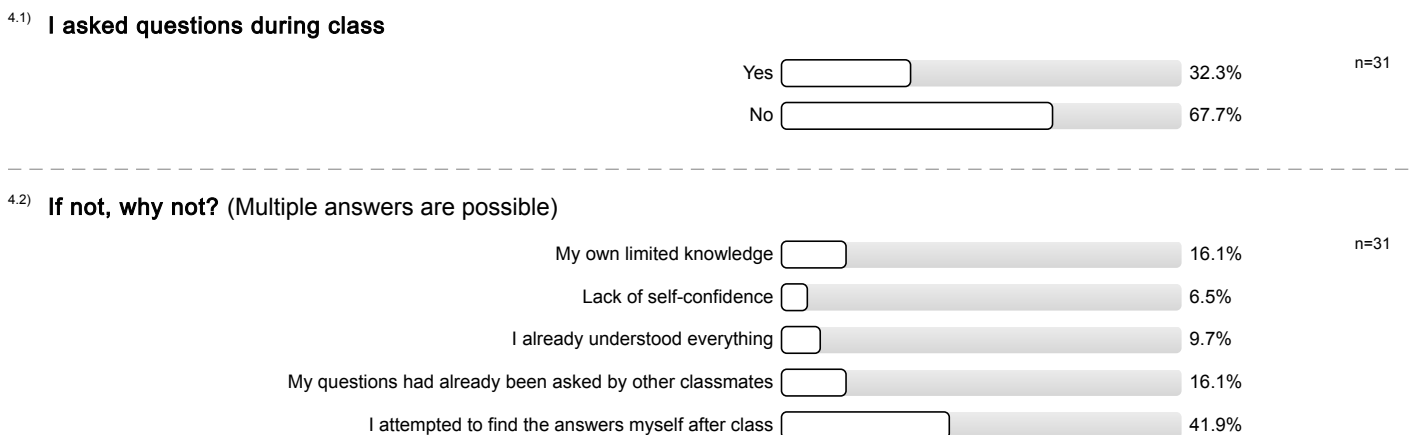 4.1) I asked questions during class
Yes 32.3% n=31
No 67.7%
4.2) If not, why not? (Multiple answers are possible)
My own limited knowledge 16.1% n=31
Lack of self-confidence 6.5%
I already understood everything 9.7%
My questions had already been asked by other classmates 16.1%
I attempted to find the answers myself after class 41.9%